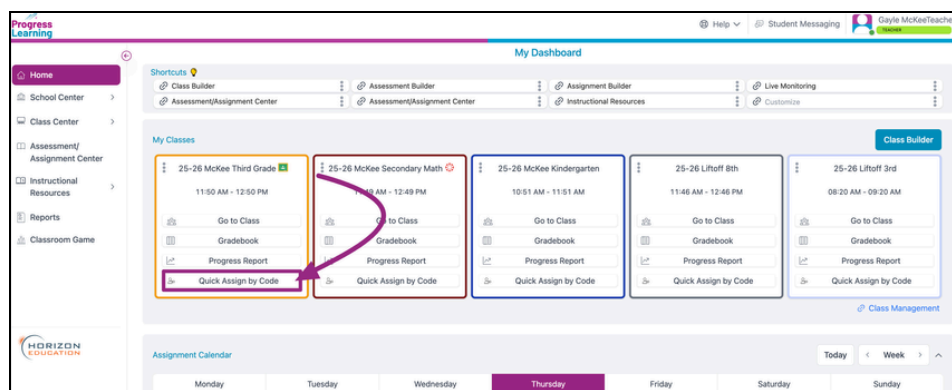 Progress
Learning
Help
Student Messaging
Gayle McKeeTeache
TEACHER
My Dashboard
Home
School Center
Class Center
Assessment/
Assignment Center
Instructional
Resources
Reports
Classroom Game
HORIZON
EDUCATION
Shortcuts
Class Builder
Assessment Builder
Assignment Builder
Live Monitoring
Assessment/Assignment Center
Assessment/Assignment Center
Instructional Resources
Customize
My Classes
Class Builder
25-26 McKee Third Grade
11:50 AM - 12:50 PM
Go to Class
Gradebook
Progress Report
Quick Assign by Code
25-26 McKee Secondary Math
49 AM - 12:49 PM
Go to Class
Gradebook
Progress Report
Quick Assign by Code
25-26 McKee Kindergarten
10:51 AM - 11:51 AM
Go to Class
Gradebook
Progress Report
Quick Assign by Code
25-26 Liftoff 8th
11:46 AM - 12:46 PM
Go to Class
Gradebook
Progress Report
Quick Assign by Code
25-26 Liftoff 3rd
08:20 AM - 09:20 AM
Go to Class
Gradebook
Progress Report
Quick Assign by Code
Class Management
Assignment Calendar
Today
Week
Monday
Tuesday
Wednesday
Thursday
Friday
Saturday
Sunday